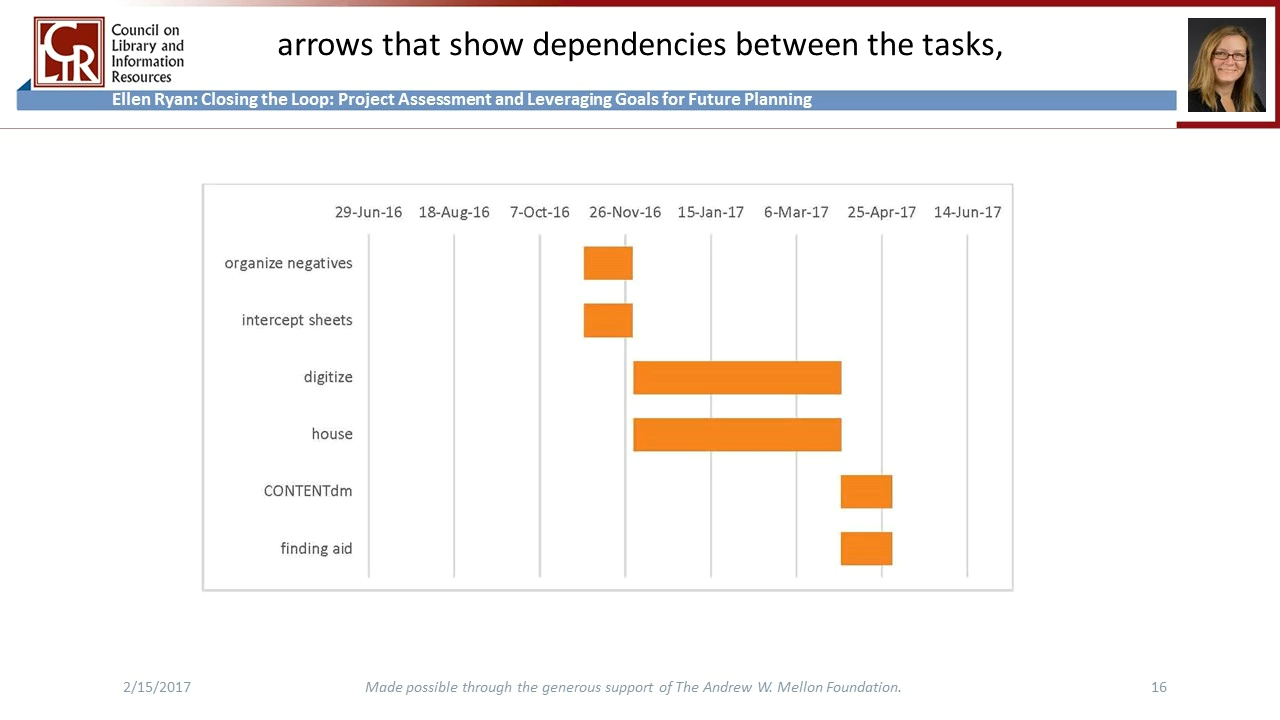 Council on
Library and
Information
Resources
CLIR
arrows that show dependencies between the tasks,
Ellen Ryan: Closing the Loop: Project Assessment and Leveraging Goals for Future Planning
29-Jun-16 18-Aug-16 7-Oct-16 26-Nov-16 15-Jan-17 6-Mar-17 25-Apr-17 14-Jun-17
organize negatives
intercept sheets
digitize
house
CONTENTdm
finding aid
2/15/2017 Made possible through the generous support of The Andrew W. Mellon Foundation. 16